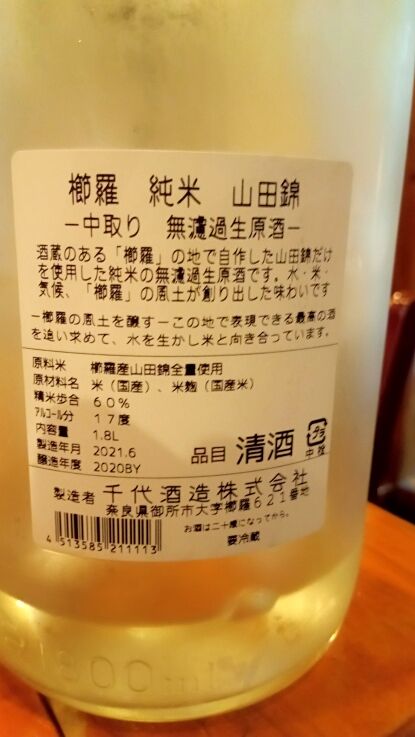 櫛羅　純米　山田錦
ー中取り　無濾過生原酒ー
酒蔵のある「櫛羅」の地で自作した山田錦だけ
を使用した純米の無濾過生原酒です。水・米・
気候、「櫛羅」の風土が創り出した味わいです
ー櫛羅の風土を醸すーこの地で表現できる最高の酒
を追い求めて、水を生かし米と向き合っています。
原料米　櫛羅産山田錦全量使用
原材料名　米（国産）、米麹（国産米）
精米歩合　60%
アルコール分　17度
内容量　1.8L
製造年月　2021.6
醸造年度　2020BY
品目 清酒
中栓
製造者 千代酒造株式会社
奈良県御所市大字櫛羅621番地
お酒は二十歳になってから。
要冷蔵
4 513585 211113
1800ml